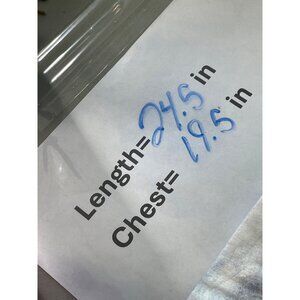 Length= 24.5 in
Chest= 19.5 in